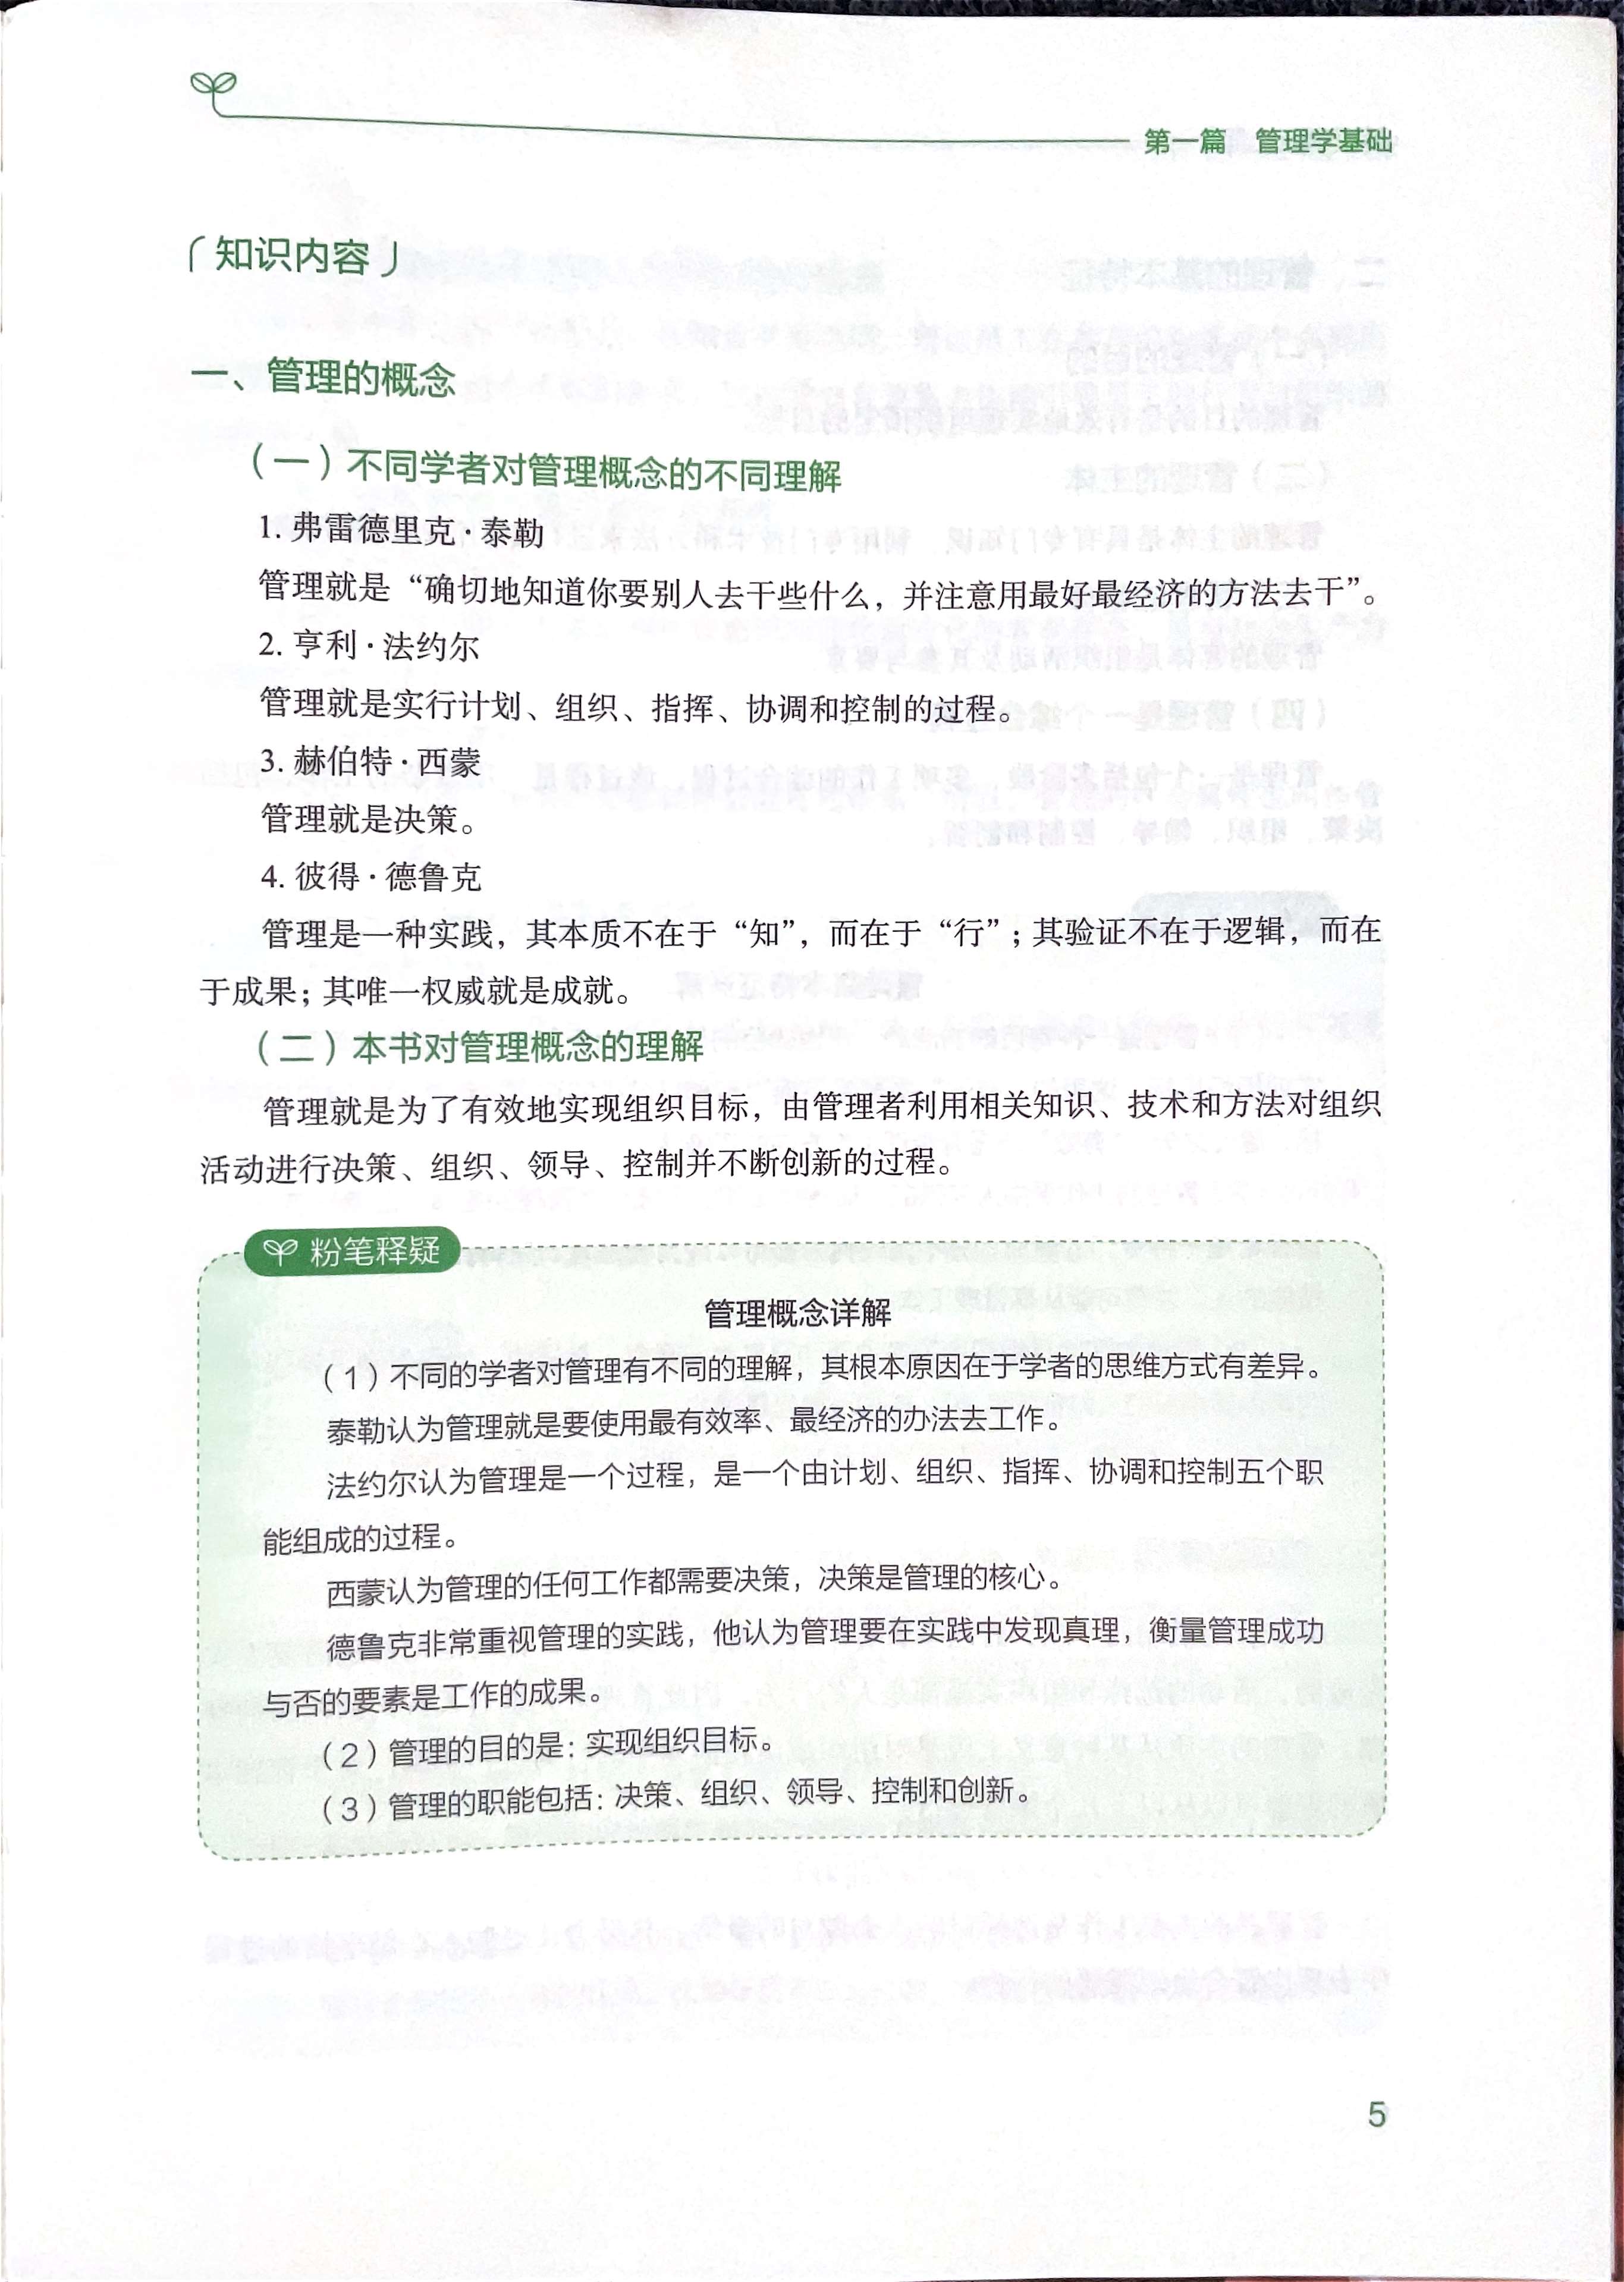 第一篇 管理学基础
知识内容
一、管理的概念
（一）不同学者对管理概念的不同理解
1. 弗雷德里克·泰勒
管理就是“确切地知道你要别人去干些什么，并注意用最好最经济的方法去干”。
2. 亨利·法约尔
管理就是实行计划、组织、指挥、协调和控制的过程。
3. 赫伯特·西蒙
管理就是决策。
4. 彼得·德鲁克
管理是一种实践，其本质不在于“知”，而在于“行”；其验证不在于逻辑，而在
于成果；其唯一权威就是成就。
（二）本书对管理概念的理解
管理就是为了有效地实现组织目标，由管理者利用相关知识、技术和方法对组织
活动进行决策、组织、领导、控制并不断创新的过程。
粉笔释疑
管理概念详解
（1）不同的学者对管理有不同的理解，其根本原因在于学者的思维方式有差异。
泰勒认为管理就是要使用最有效率、最经济的办法去工作。
法约尔认为管理是一个过程，是一个由计划、组织、指挥、协调和控制五个职
能组成的过程。
西蒙认为管理的任何工作都需要决策，决策是管理的核心。
德鲁克非常重视管理的实践，他认为管理要在实践中发现真理，衡量管理成功
与否的要素是工作的成果。
（2）管理的目的是：实现组织目标。
（3）管理的职能包括：决策、组织、领导、控制和创新。
5